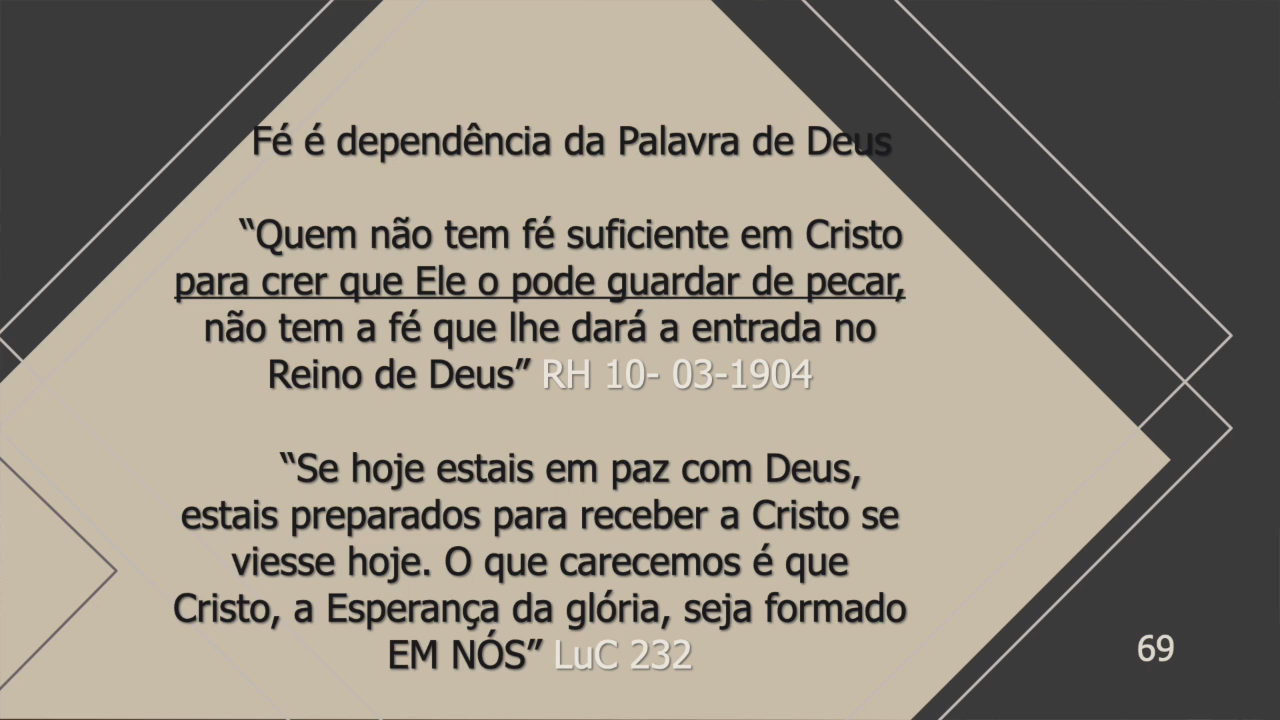 Fé é dependência da Palavra de Deus
“Quem não tem fé suficiente em Cristo
para crer que Ele o pode guardar de pecar,
não tem a fé que lhe dará a entrada no
Reino de Deus” RH 10- 03-1904
“Se hoje estais em paz com Deus,
estais preparados para receber a Cristo se
viesse hoje. O que carecemos é que
Cristo, a Esperança da glória, seja formado
EM NÓS” LuC 232
69